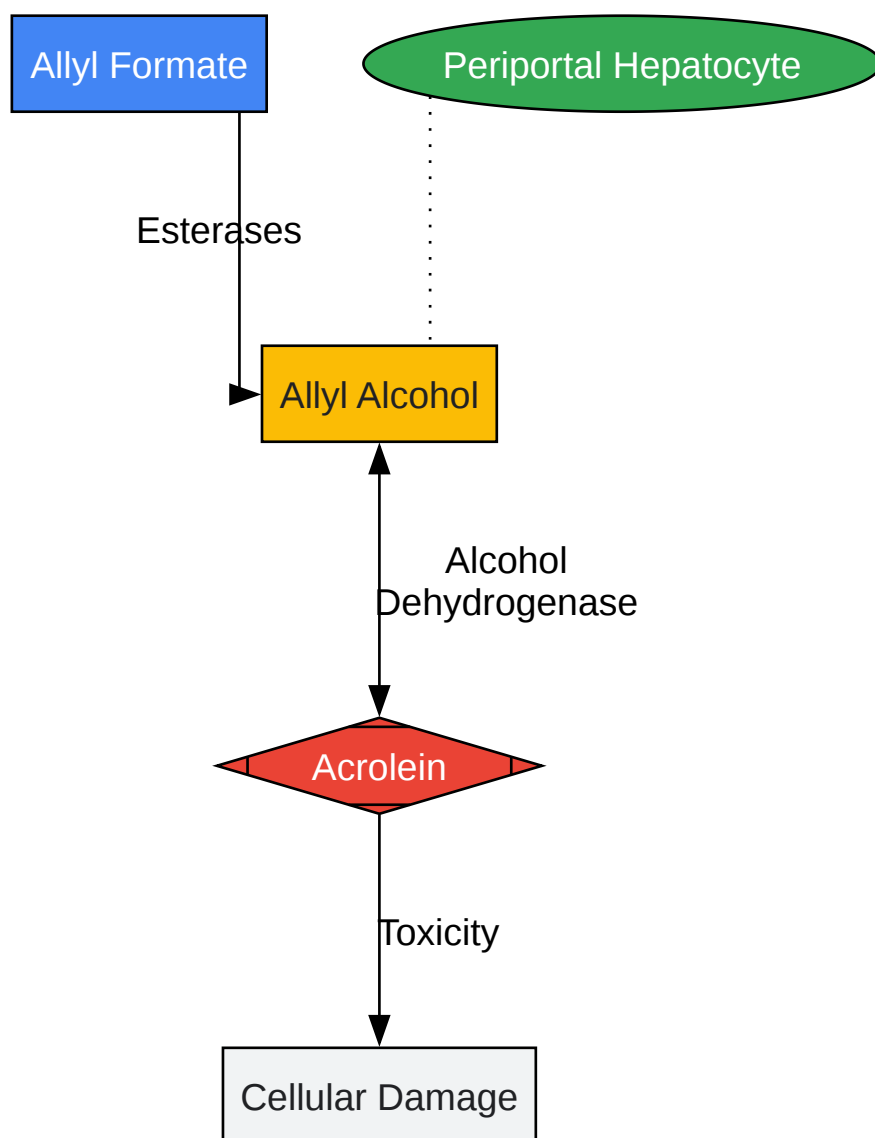 Allyl Formate
Periportal Hepatocyte
Esterases
Allyl Alcohol
Alcohol
Dehydrogenase
Acrolein
Toxicity
Cellular Damage